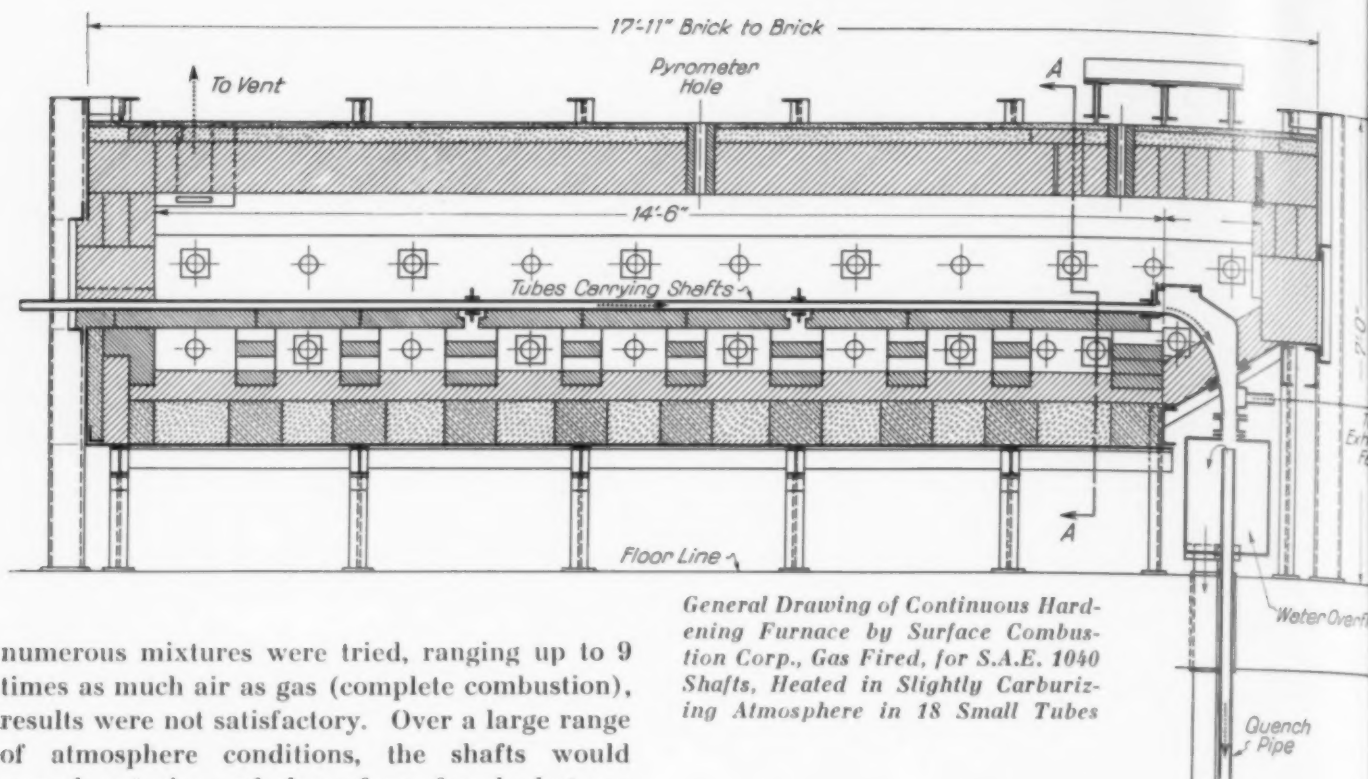 17'-11" Brick to Brick
To Vent
Pyrometer
Hole
A
14'-6"
Tubes Carrying Shafts
A
Floor Line
Water
Quench
Pipe
General Drawing of Continuous Hard-
ening Furnace by Surface Combus-
tion Corp., Gas Fired, for S.A.E. 1040
Shafts, Heated in Slightly Carburiz-
ing Atmosphere in 18 Small Tubes
numerous mixtures were tried, ranging up to 9
times as much air as gas (complete combustion),
results were not satisfactory. Over a large range
of atmosphere conditions, the shafts would